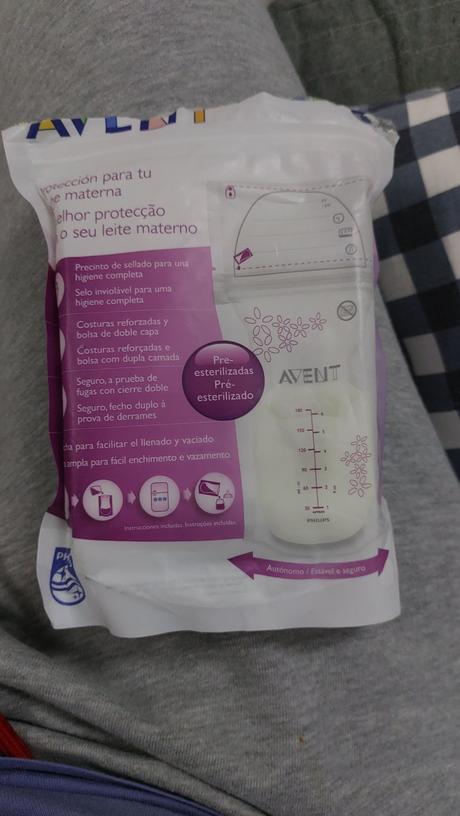 AVENT
otección para tu
e materna
elhor protecção
o seu leite materno
Precinto de sellado para una
higiene completa
Selo inviolável para uma
higiene completa
Costuras reforzadas y
bolsa de doble capa
Costuras reforçadas e
bolsa com dupla camada
Seguro, a prueba de
fugas con cierre doble
Seguro, fecho duplo à
prova de derrames
cha para facilitar el llenado y vaciado
ampla para fácil enchimento e vazamento
Instrucciones incluidas. Instruções incluídas.
Pre-
esterilizadas
Pré-
esterilizado
AVENT
180 6
150 5
120 4
90 3
60 2
30 1
PHILIPS
Autónomo / Estável e seguro
PH